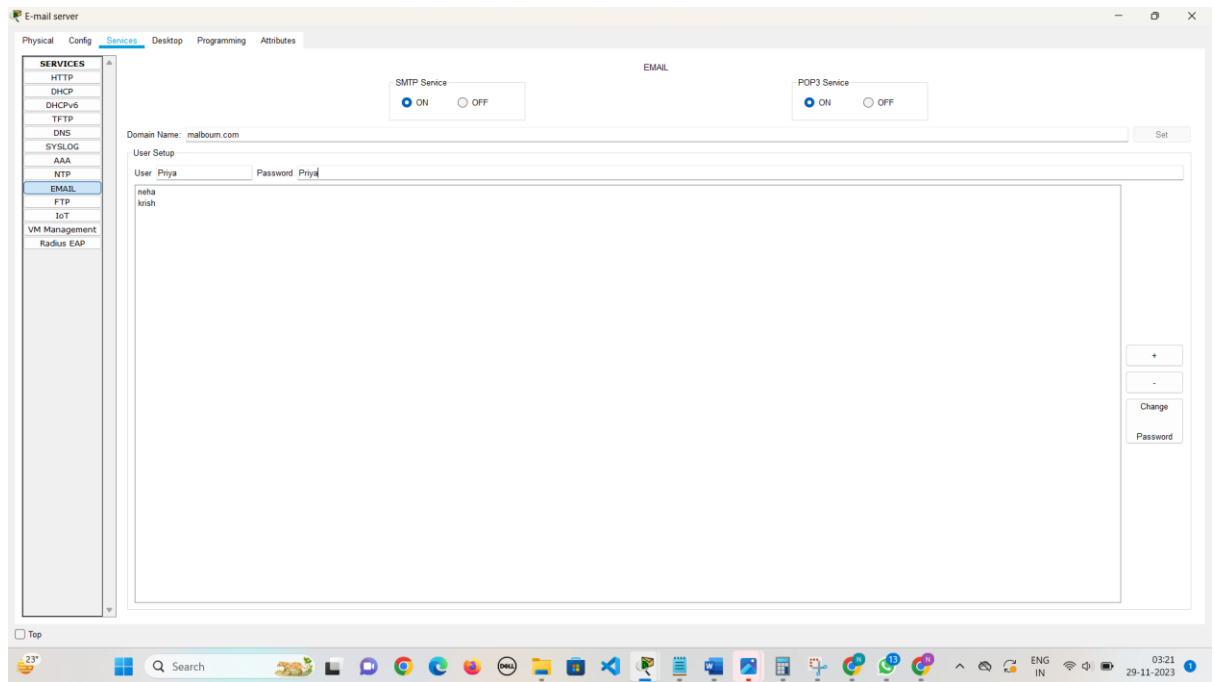 E-mail server
Physical Config Services Desktop Programming Attributes
SERVICES
HTTP
DHCP
DHCPv6
TFTP
DNS
SYSLOG
AAA
NTP
EMAIL
FTP
IoT
VM Management
Radius EAP
EMAIL
SMTP Service
ON OFF
POP3 Service
ON OFF
Domain Name: malbourn.com
Set
User Setup
User Priya Password Priya
neha
krish
+
-
Change
Password
Top
23°
Search
DELL
N
13
N
ENG
IN
03:21
29-11-2023
1